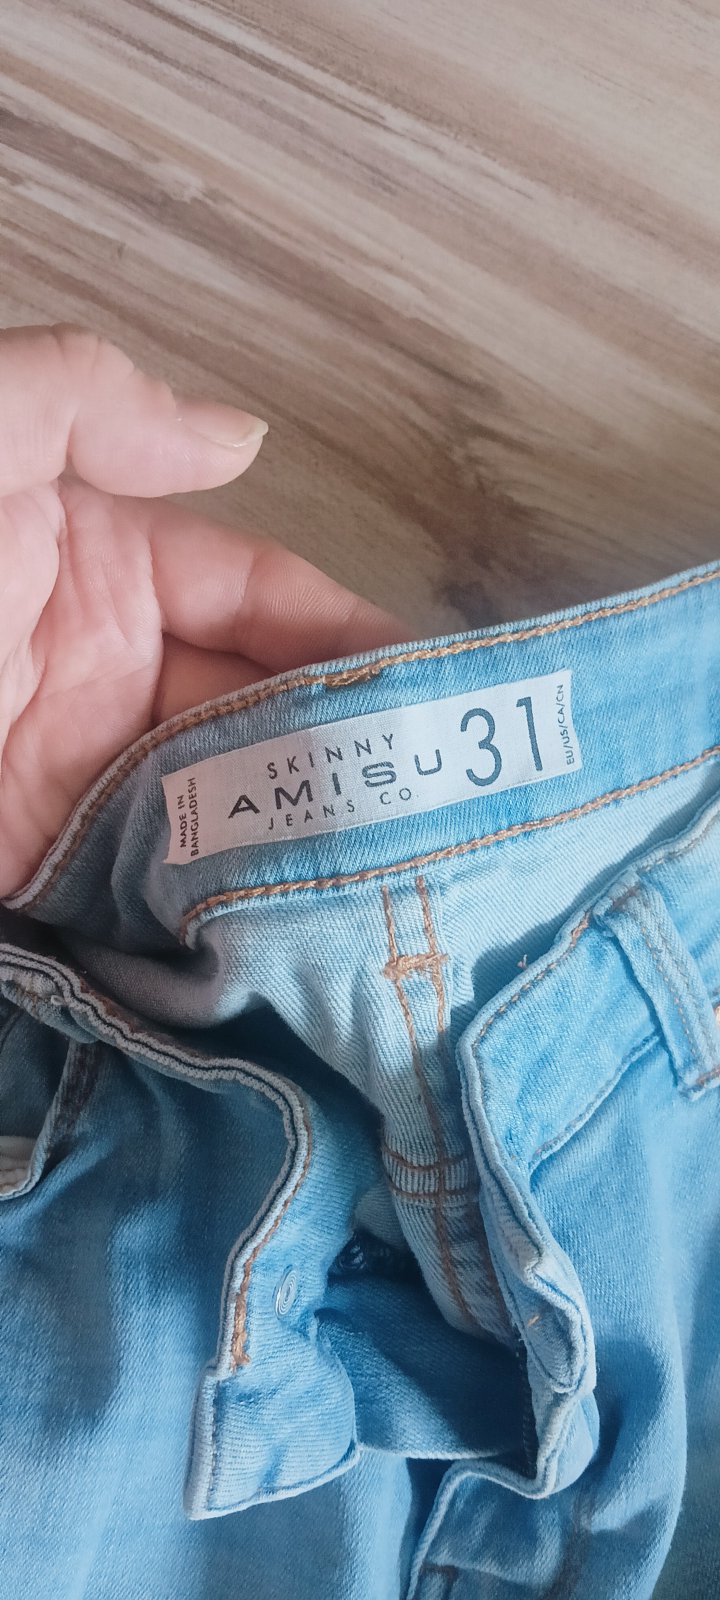 MADE IN
BANGLADESH
SKINNY
AMISU
JEANS CO.
31
EU/US/CA/CN